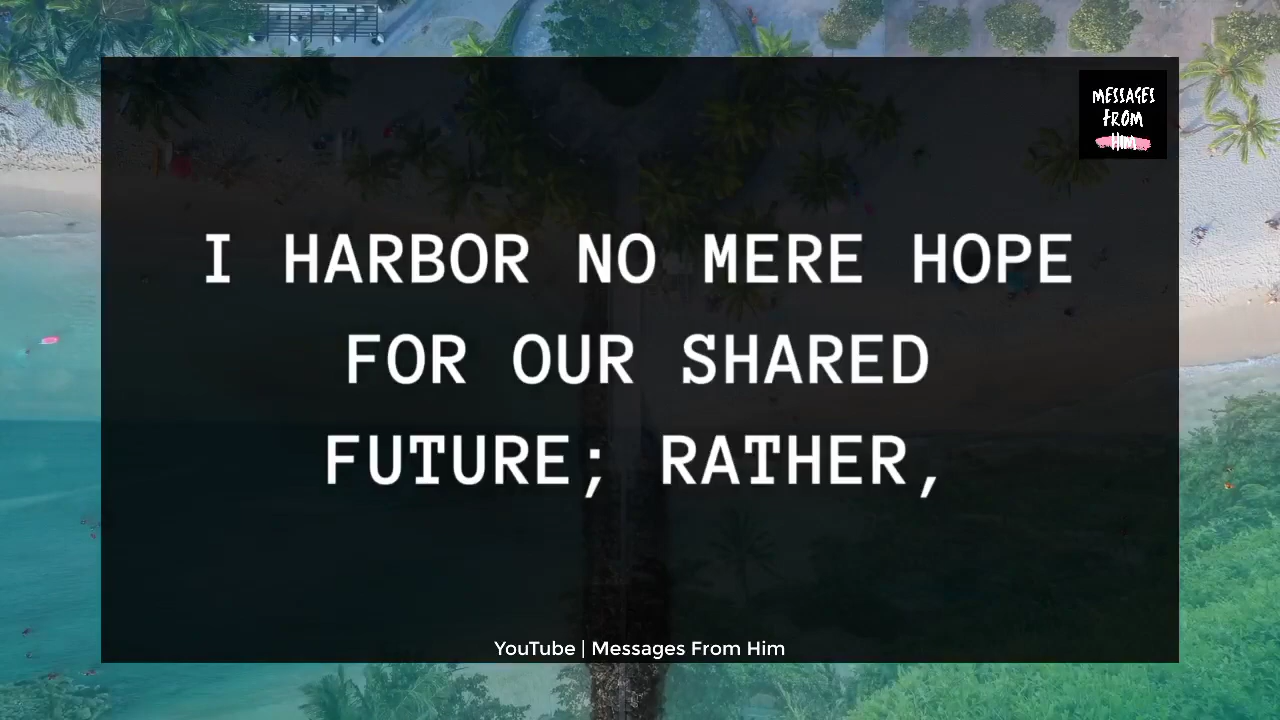 MESSAGES
FROM
HIM
I HARBOR NO MERE HOPE
FOR OUR SHARED
FUTURE; RATHER,
YouTube | Messages From Him